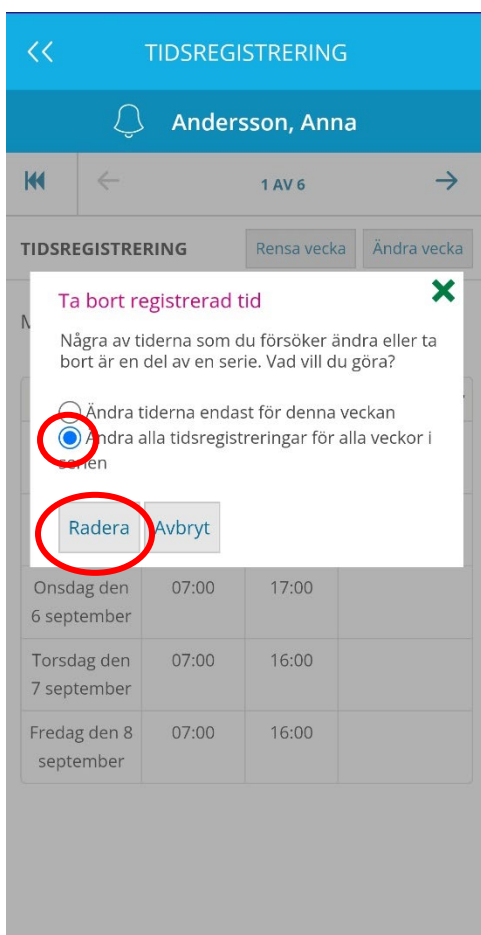 TIDSREGISTRERING
Andersson, Anna
1 AV 6
TIDSREGISTRERING Rensa vecka Ändra vecka
Ta bort registrerad tid
M
Några av tiderna som du försöker ändra eller ta
bort är en del av en serie. Vad vill du göra?
Ändra tiderna endast för denna veckan
Ändra alla tidsregistreringar för alla veckor i
serien
Radera Avbryt
Onsdag den 07:00 17:00
6 september
Torsdag den 07:00 16:00
7 september
Fredag den 8 07:00 16:00
september